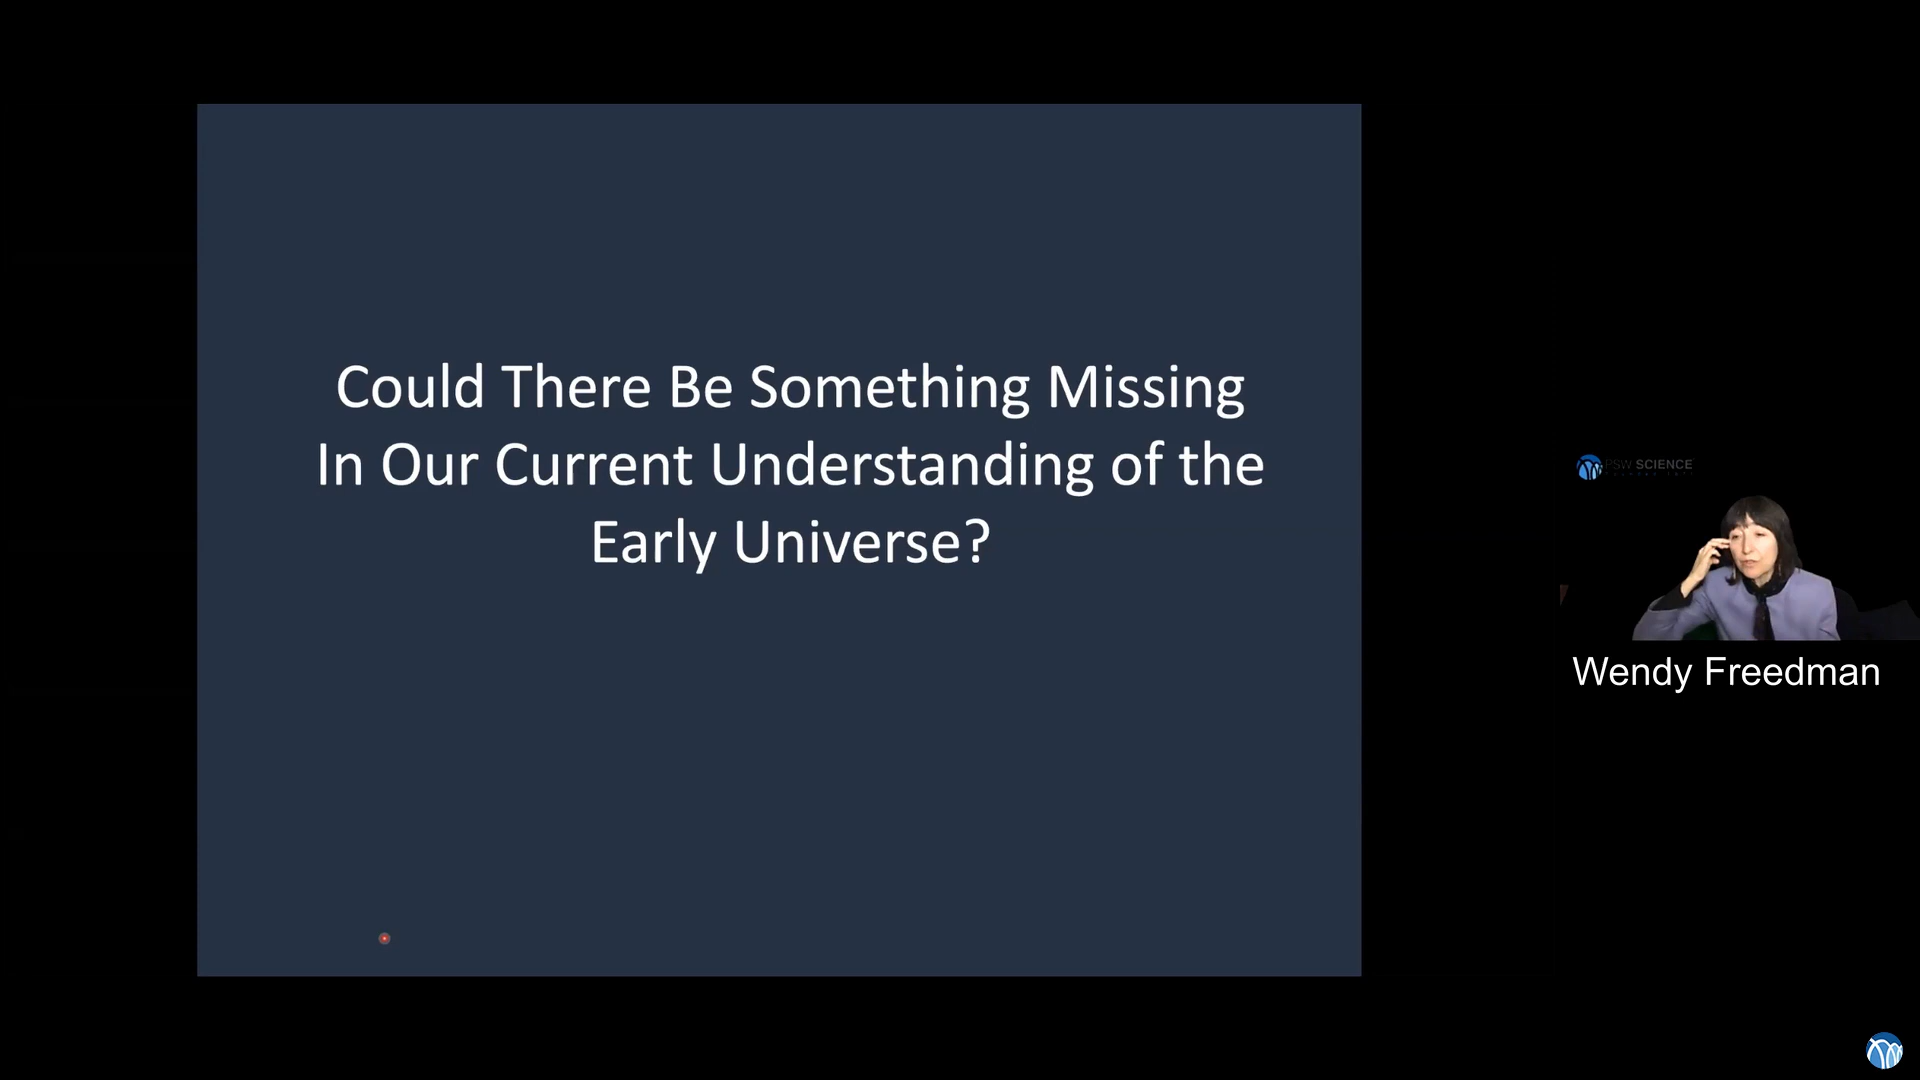 Could There Be Something Missing
In Our Current Understanding of the
Early Universe?
PSW SCIENCE
Wendy Freedman